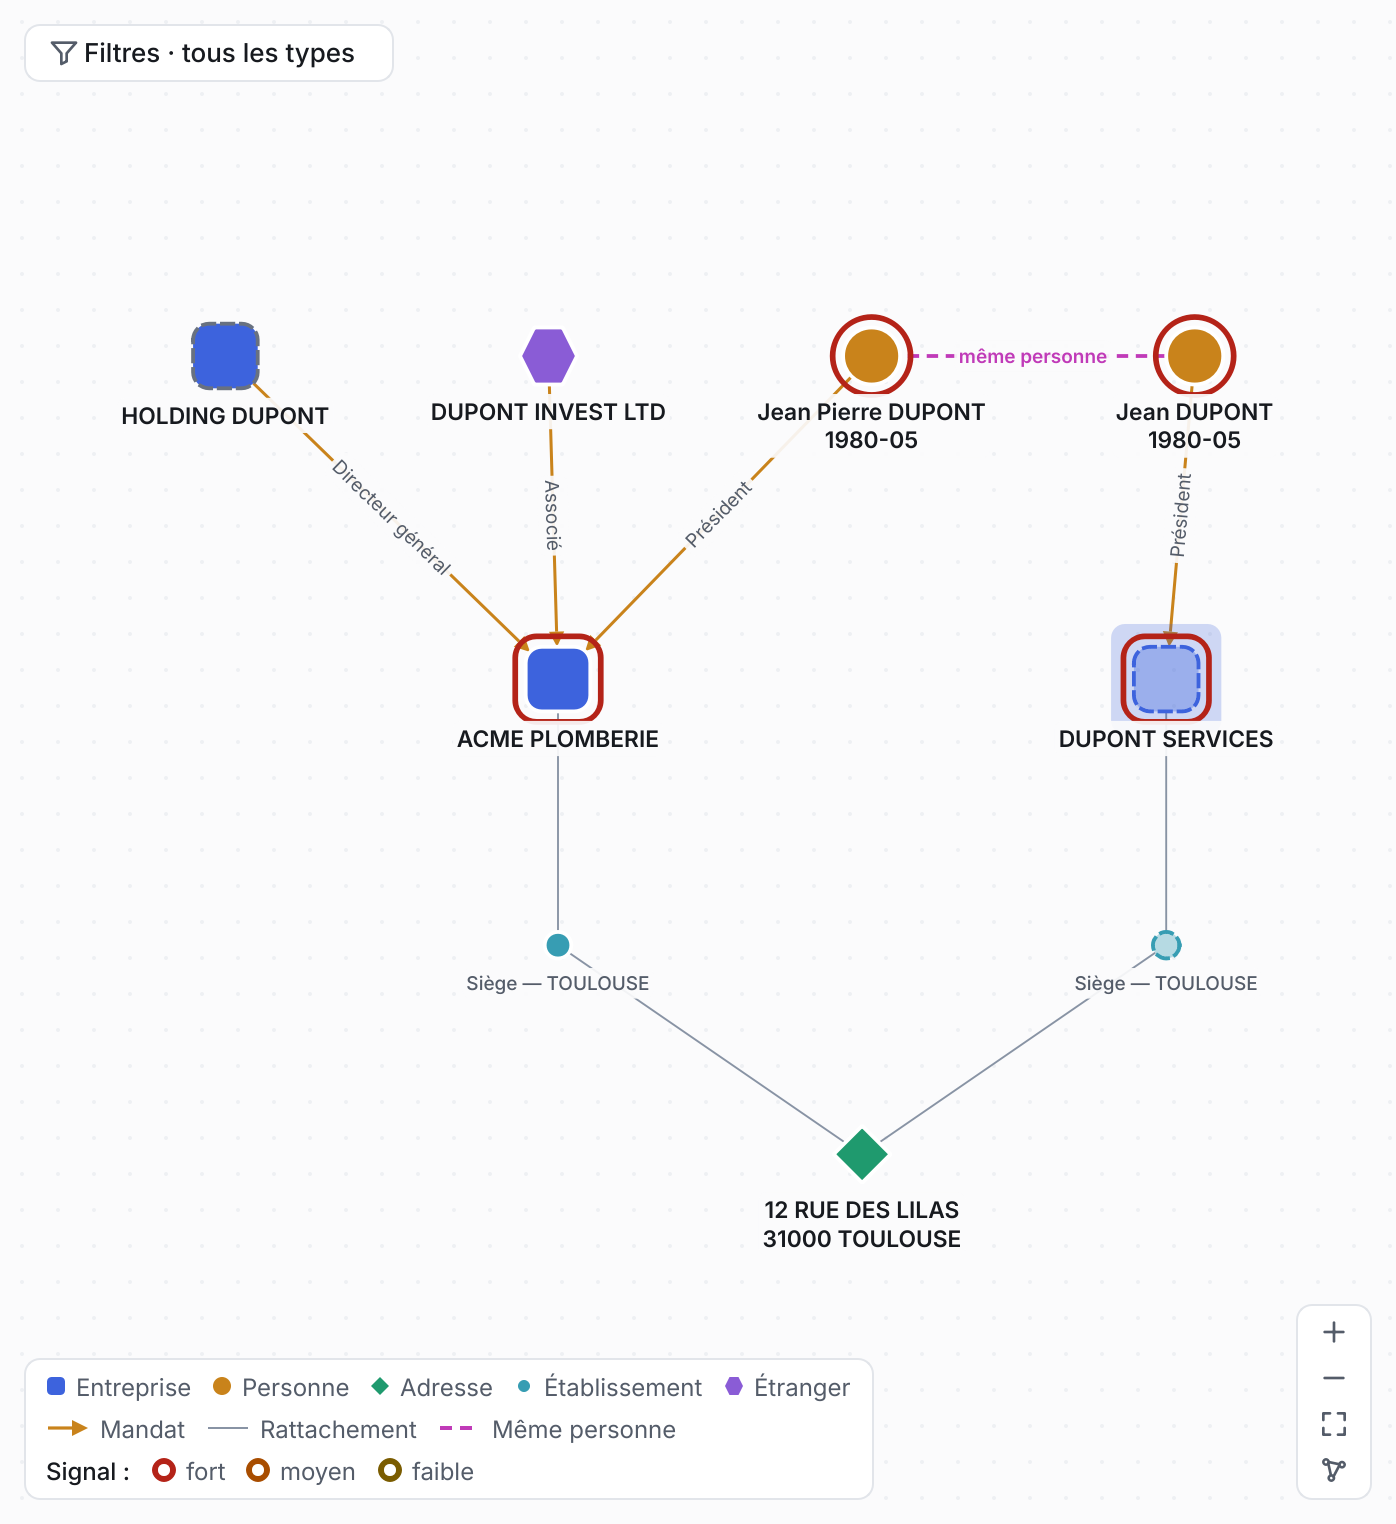 Filtres · tous les types
HOLDING DUPONT
DUPONT INVEST LTD
Jean Pierre DUPONT
1980-05
même personne
Jean DUPONT
1980-05
Directeur général
Associé
Président
Président
ACME PLOMBERIE
DUPONT SERVICES
Siège — TOULOUSE
Siège — TOULOUSE
12 RUE DES LILAS
31000 TOULOUSE
Entreprise Personne Adresse Établissement Étranger
Mandat Rattachement Même personne
Signal : fort moyen faible